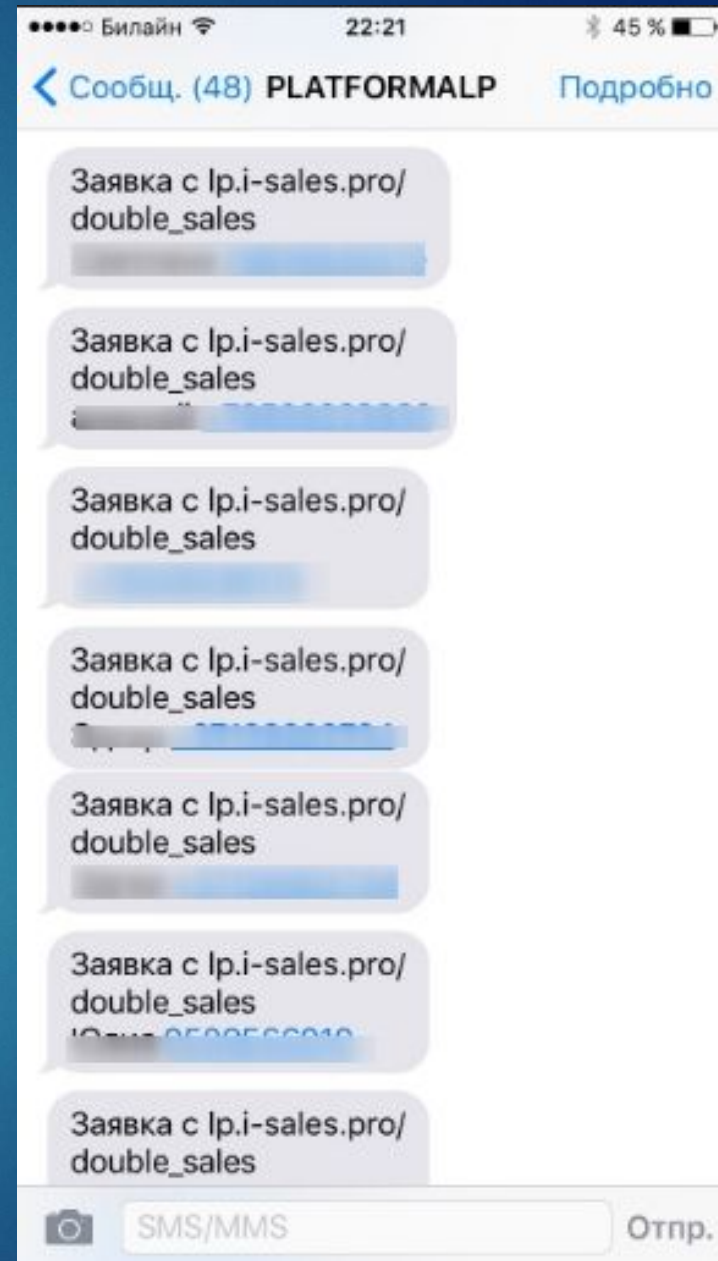 Билайн 22:21 45 %
Сообщ. (48) PLATFORMALP Подробно
Заявка с lp.i-sales.pro/
double_sales
Заявка с lp.i-sales.pro/
double_sales
Заявка с lp.i-sales.pro/
double_sales
Заявка с lp.i-sales.pro/
double_sales
Заявка с lp.i-sales.pro/
double_sales
Заявка с lp.i-sales.pro/
double_sales
Заявка с lp.i-sales.pro/
double_sales
SMS/MMS Отпр.